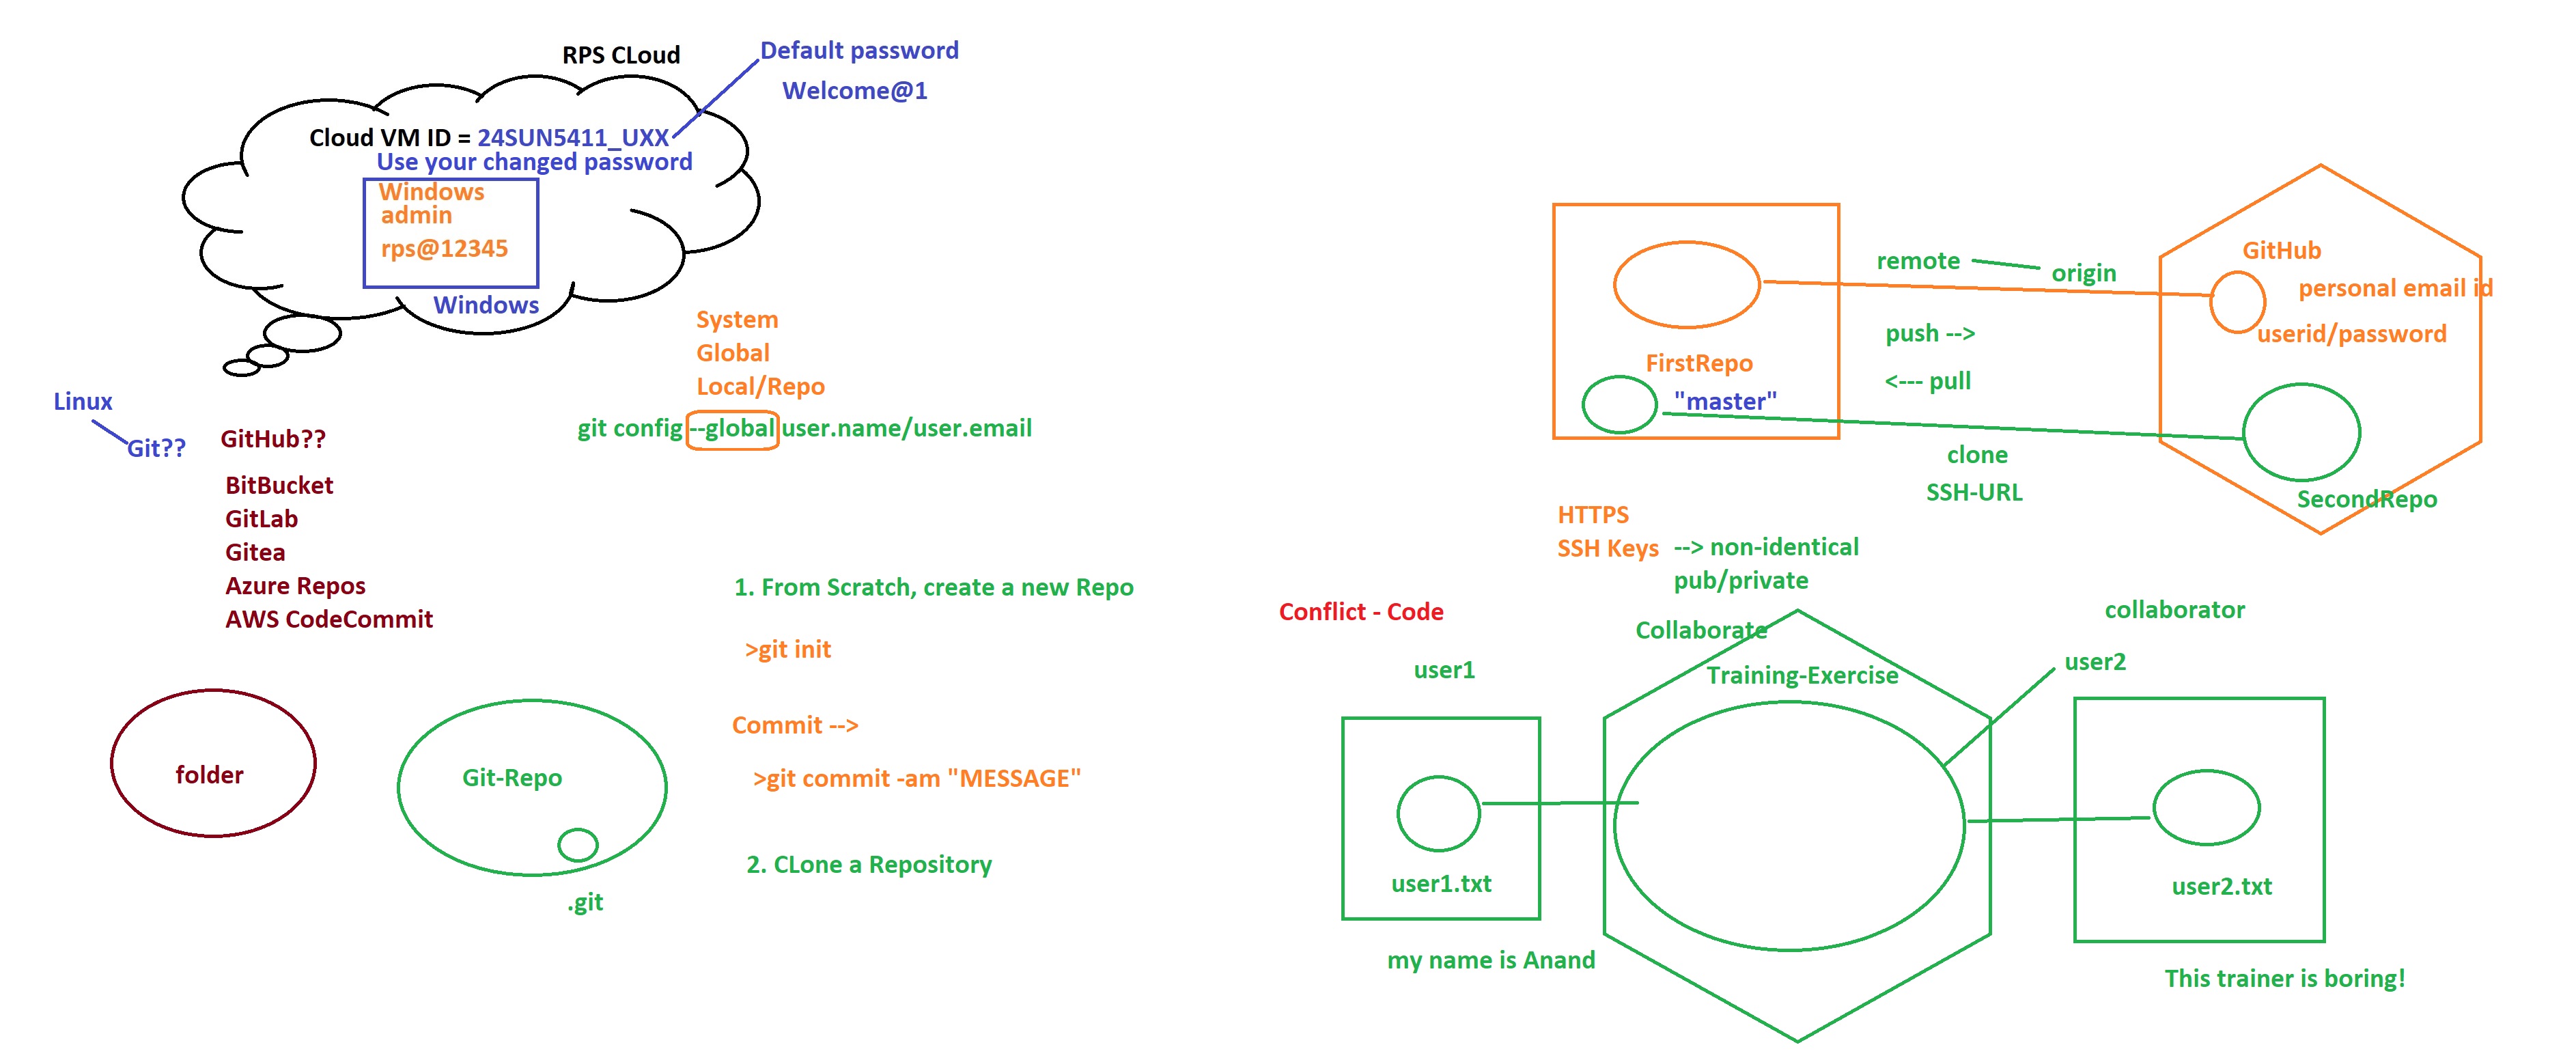 RPS CLoud
Default password
Welcome@1
Cloud VM ID = 24SUN5411_UXX
Use your changed password
Windows
admin
rps@12345
Windows
System
Global
Local/Repo
git config --global user.name/user.email
Linux
Git??
GitHub??
BitBucket
GitLab
Gitea
Azure Repos
AWS CodeCommit
folder
Git-Repo
.git
1. From Scratch, create a new Repo
>git init
Commit -->
>git commit -am "MESSAGE"
2. CLone a Repository
FirstRepo
"master"
remote
origin
push -->
<--- pull
clone
SSH-URL
GitHub
personal email id
userid/password
SecondRepo
HTTPS
SSH Keys --> non-identical
pub/private
Conflict - Code
Collaborate
Training-Exercise
collaborator
user1
user2
user1.txt
user2.txt
my name is Anand
This trainer is boring!